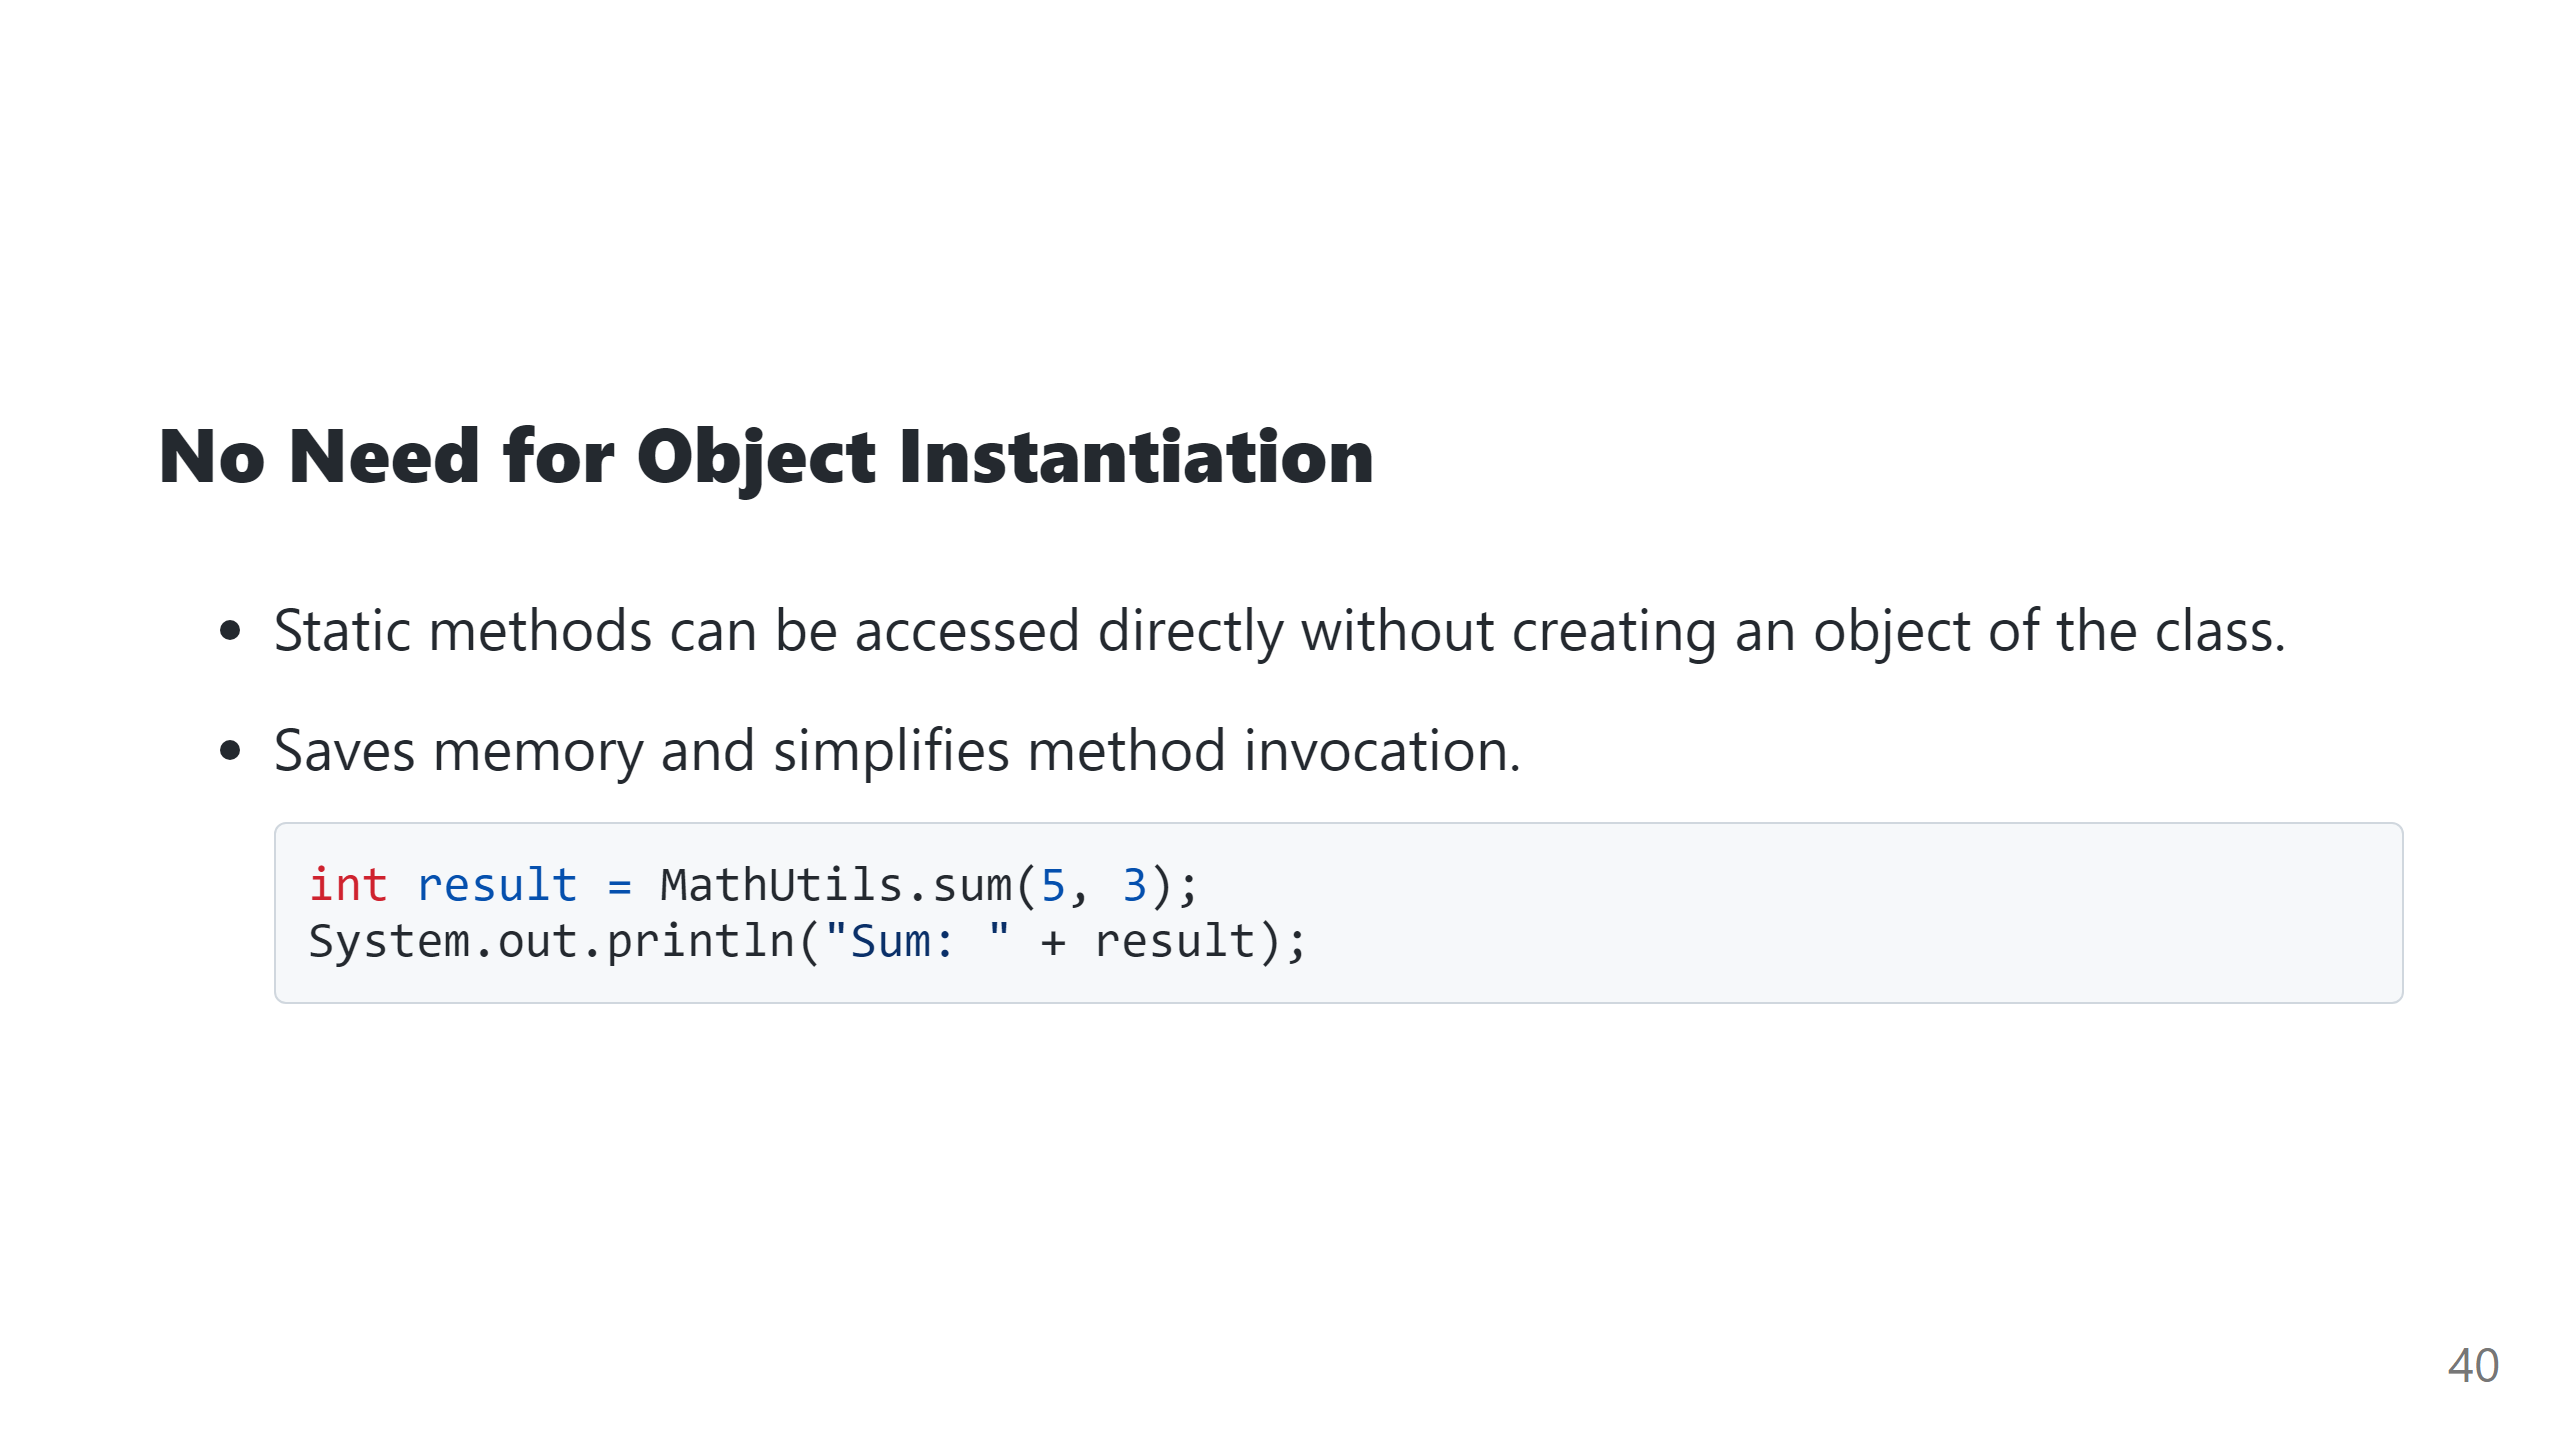 No Need for Object Instantiation
• Static methods can be accessed directly without creating an object of the class.
• Saves memory and simplifies method invocation.
int result = MathUtils.sum(5, 3);
System.out.println("Sum: " + result);
40